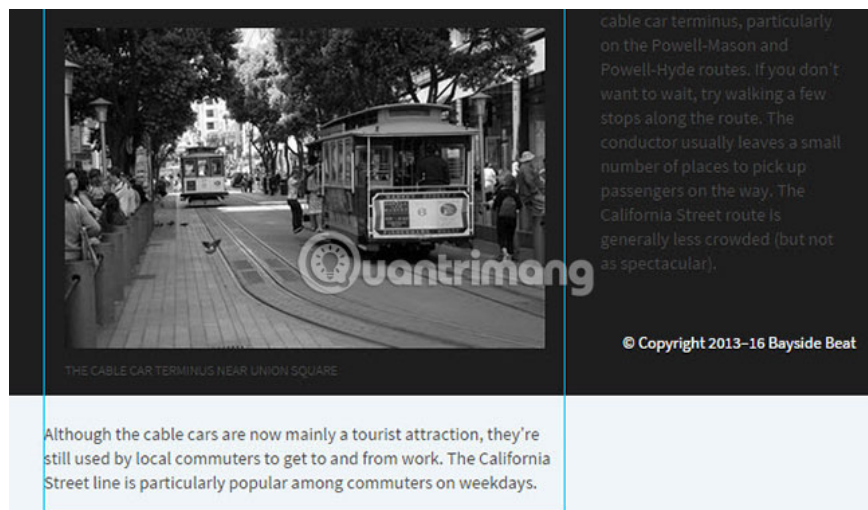 cable car terminus, particularly
on the Powell-Mason and
Powell-Hyde routes. If you don't
want to wait, try walking a few
stops along the route. The
conductor usually leaves a small
number of places to pick up
passengers on the way. The
California Street route is
generally less crowded (but not
as spectacular).
Quantrimang
© Copyright 2013–16 Bayside Beat
THE CABLE CAR TERMINUS NEAR UNION SQUARE
Although the cable cars are now mainly a tourist attraction, they're
still used by local commuters to get to and from work. The California
Street line is particularly popular among commuters on weekdays.